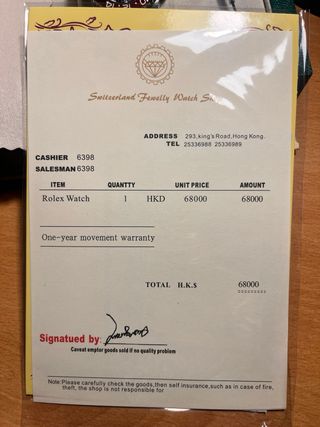 Switzerland Fewelly Watch
ADDRESS 293,king's Road,Hong Kong.
TEL 25336988 25336989
CASHIER 6398
SALESMAN 6398
ITEM QUANTTY UNIT PRICE AMOUNT
Rolex Watch 1 HKD 68000 68000
One-year movement warranty
TOTAL H.K.$ 68000
Signatued by:
Caveat emptor goods sold if no quality problem
Note:Please carefully check the goods,then self insurance,such as in case of fire,
theft, the shop is not responsible for